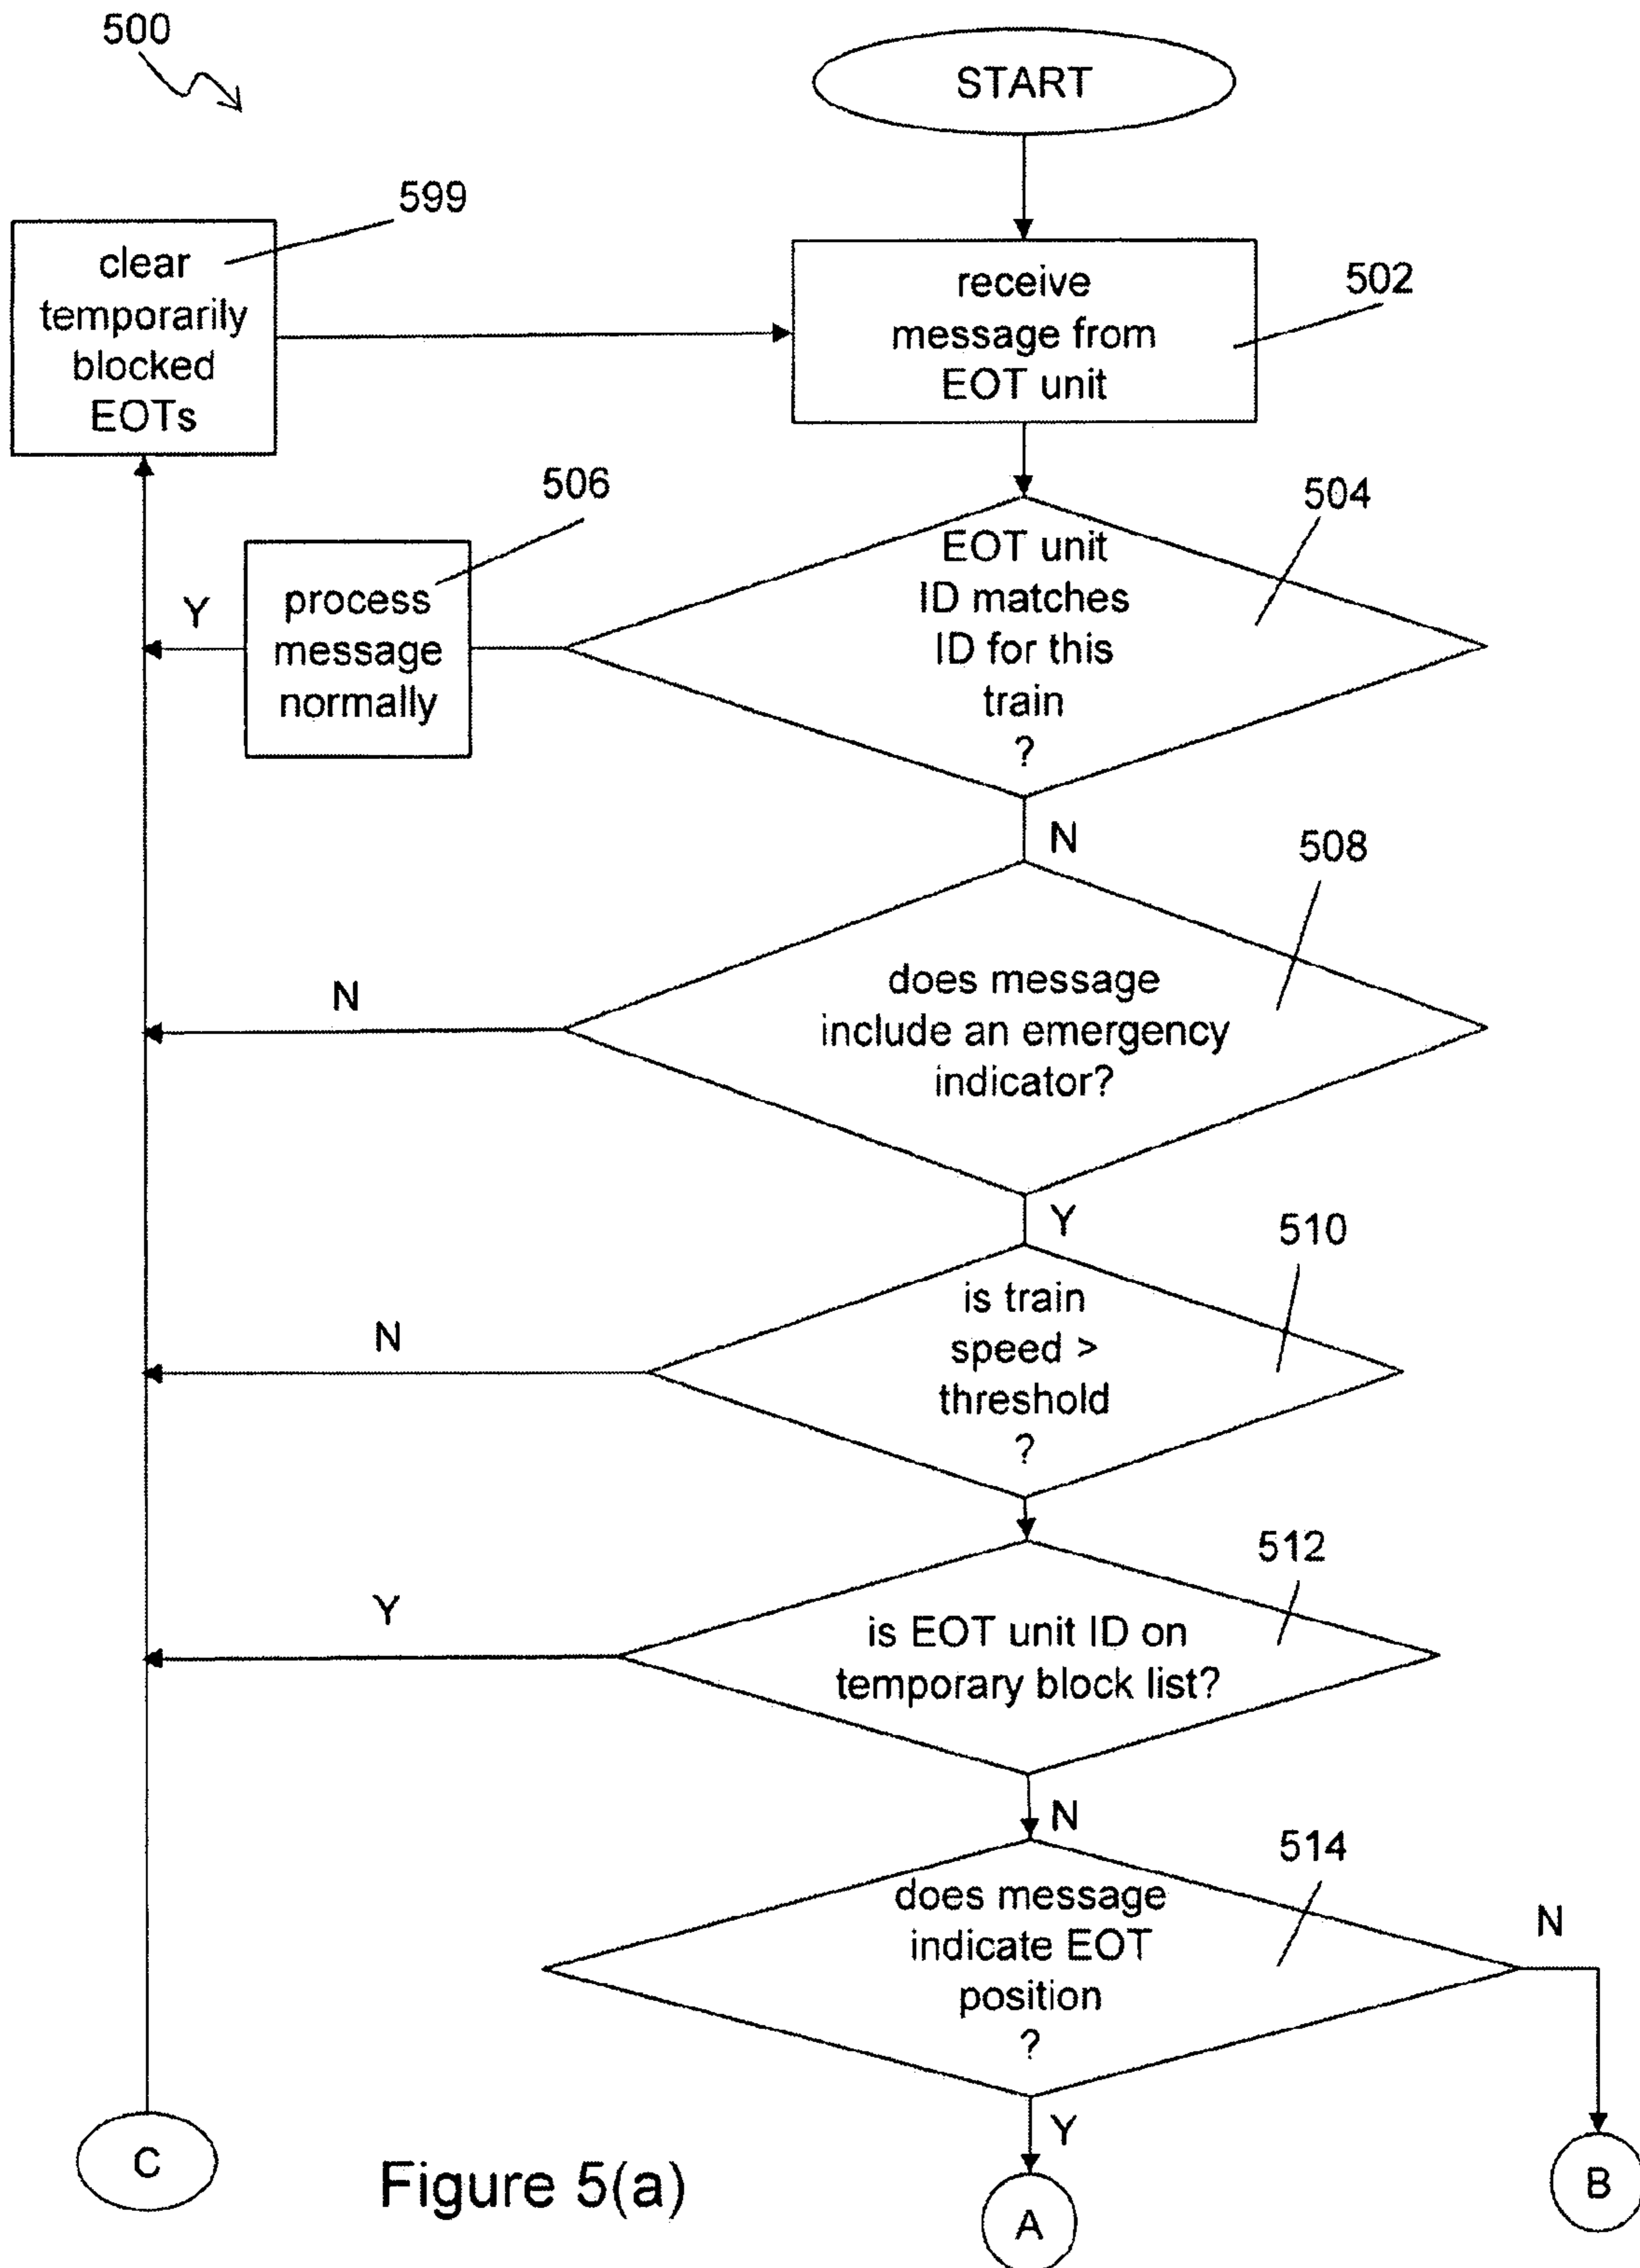 500
START
599
clear
temporarily
blocked
EOTs
receive
message from
EOT unit
502
506
504
EOT unit
ID matches
ID for this
train
?
process
message
normally
Y
N
508
does message
include an emergency
indicator?
N
Y
510
is train
speed >
threshold
?
N
512
is EOT unit ID on
temporary block list?
Y
N
514
does message
indicate EOT
position
?
N
Y
C
Figure 5(a)
A
B